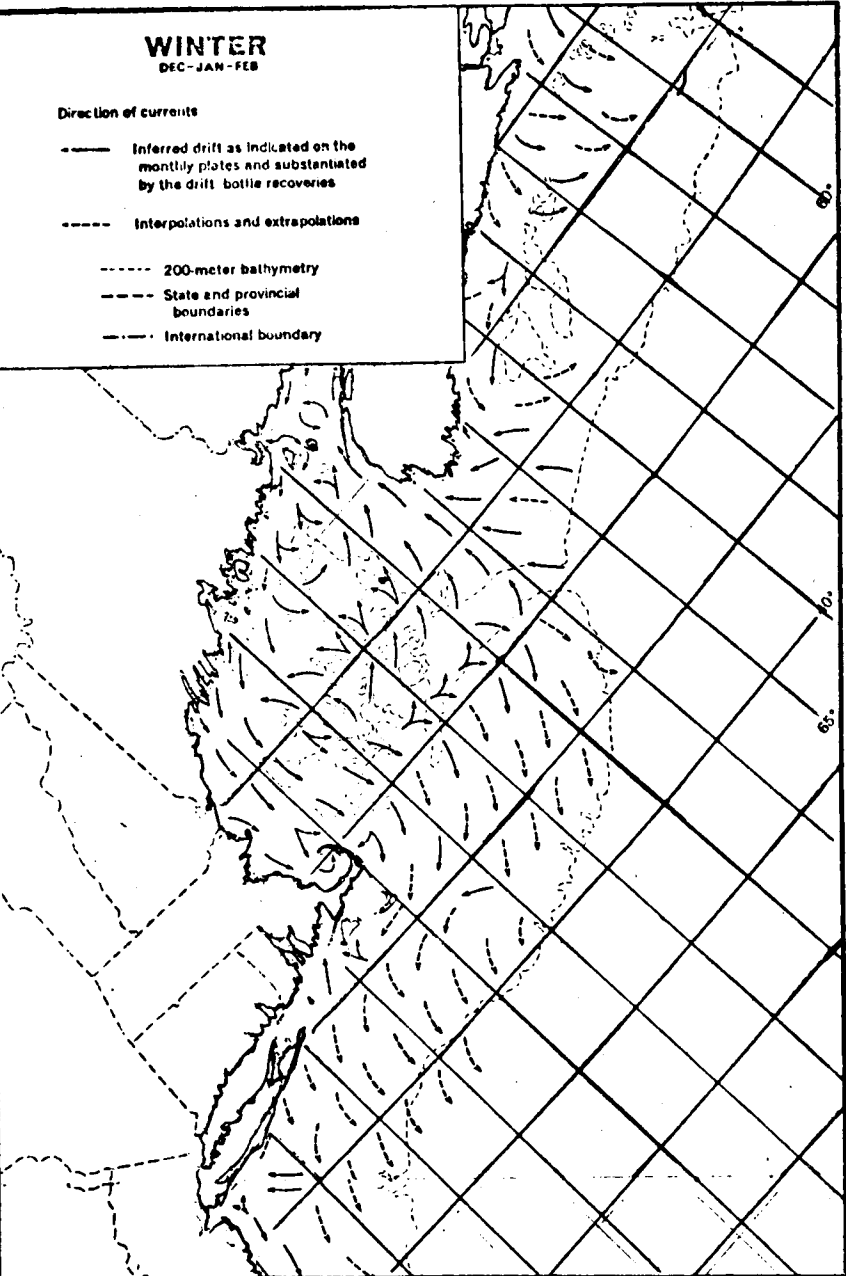 WINTER
DEC-JAN-FEB
Direction of currents
Inferred drift as indicated on the
monthly plates and substantiated
by the drift bottle recoveries
Interpolations and extrapolations
200-meter bathymetry
State and provincial
boundaries
International boundary
60°
70°
65°